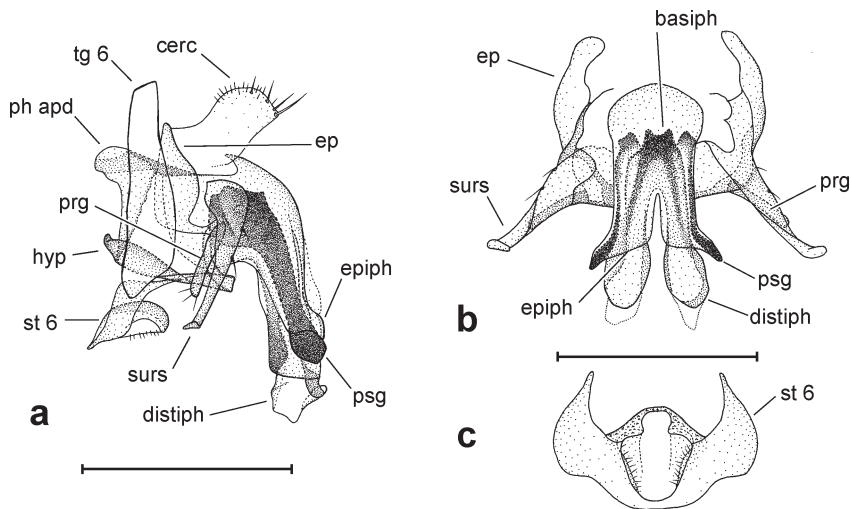 tg 6
cerc
ph apd
ep
prg
hyp
epiph
st 6
surs
psg
distiph
a
basiph
ep
surs
prg
psg
epiph
distiph
b
st 6
c